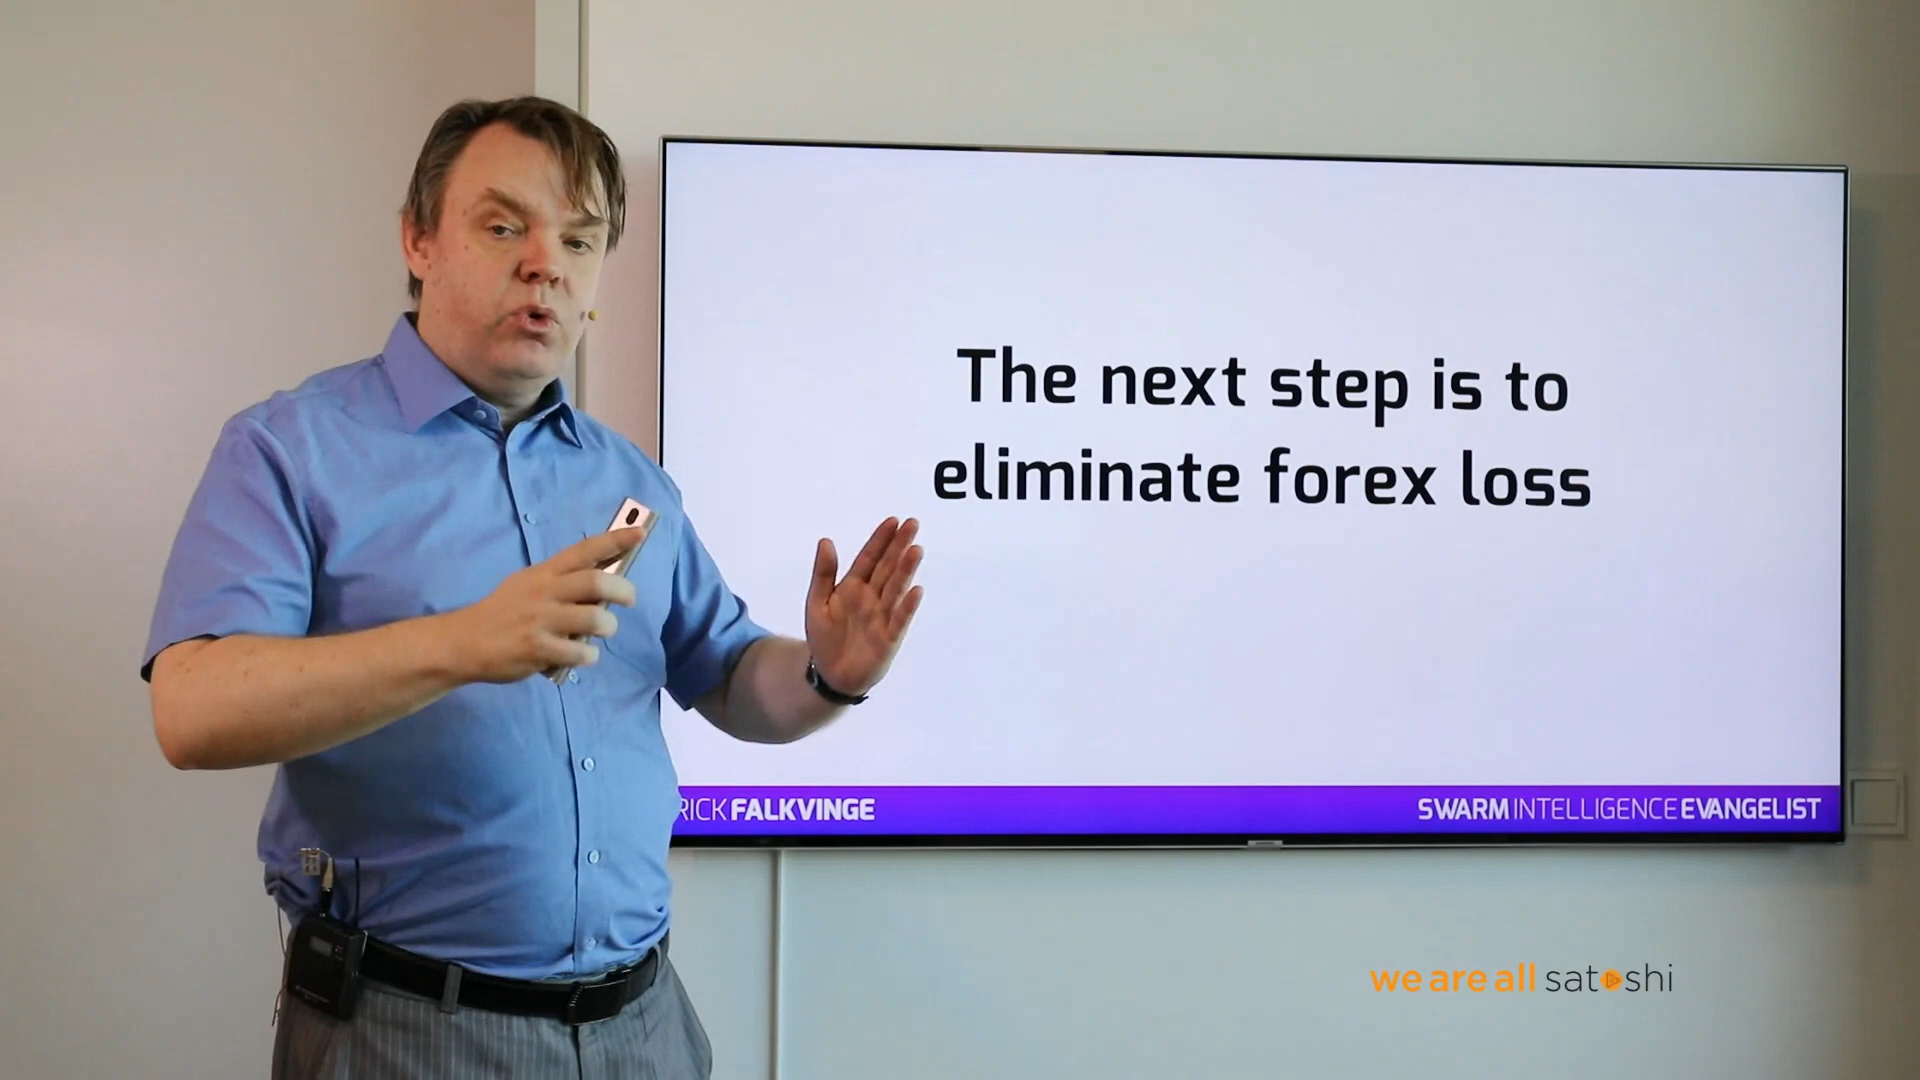 The next step is to
eliminate forex loss
RICK FALKVINGE
SWARM INTELLIGENCE EVANGELIST
we are all satoshi